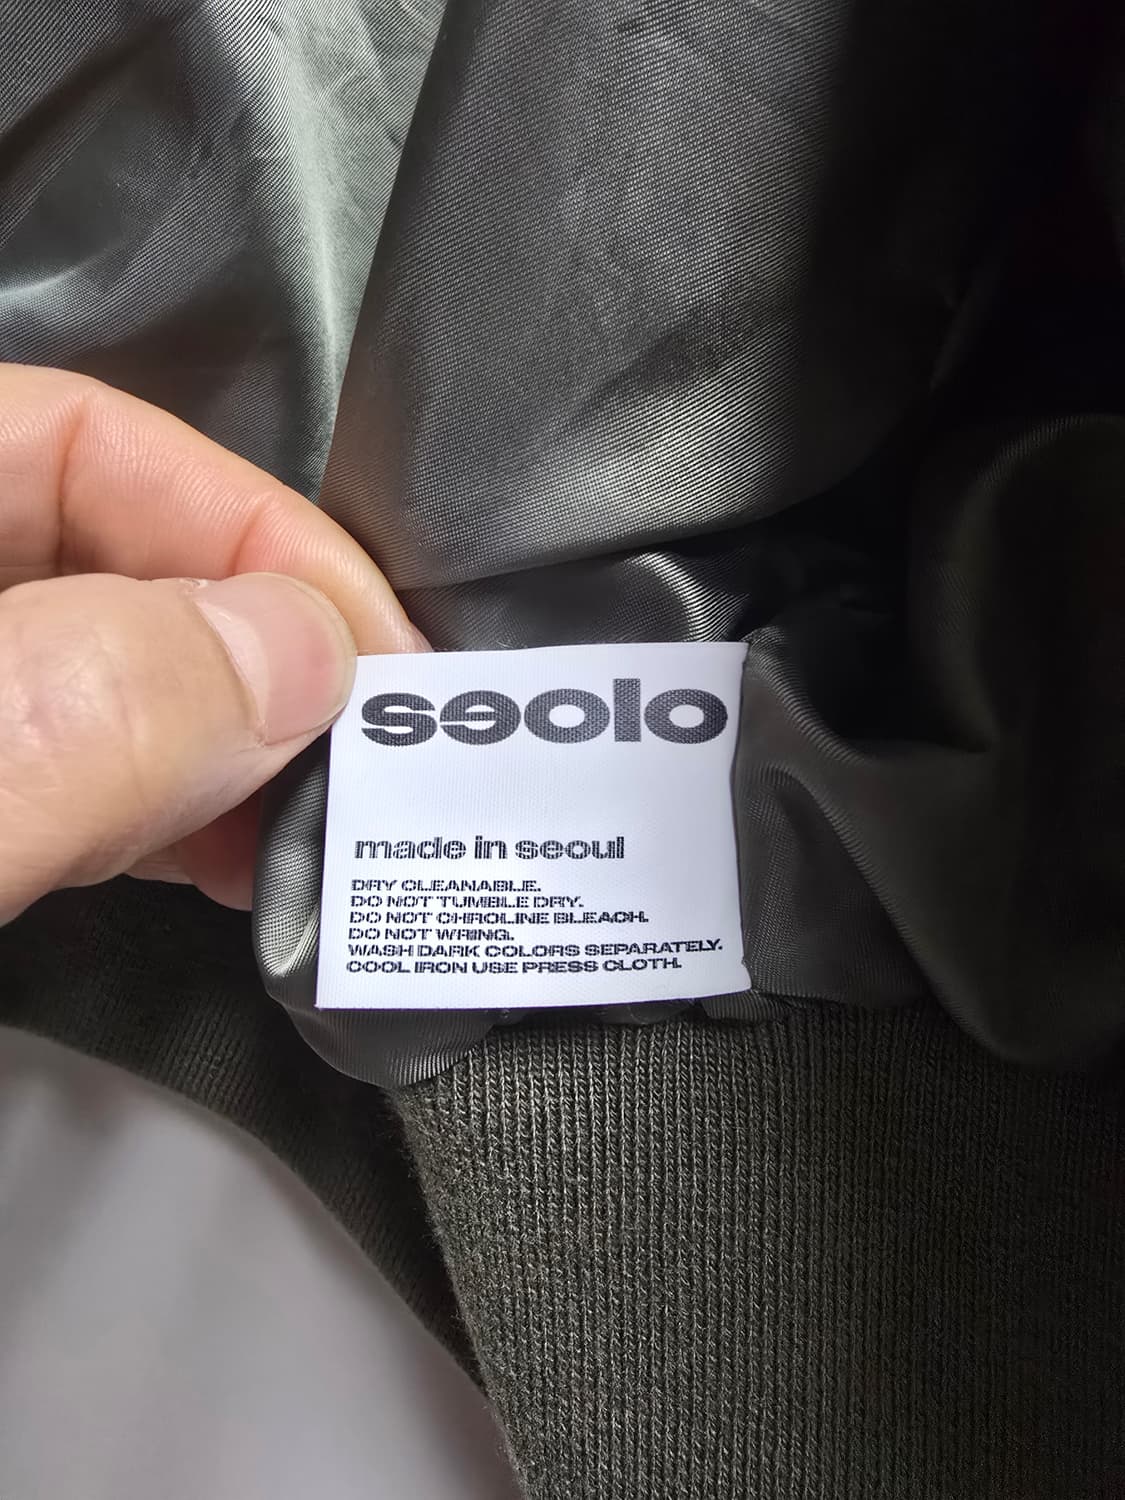 sɘolo
made in seoul
DRY CLEANABLE.
DO NOT TUMBLE DRY.
DO NOT CHROLINE BLEACH.
DO NOT WRING.
WASH DARK COLORS SEPARATELY.
COOL IRON USE PRESS CLOTH.